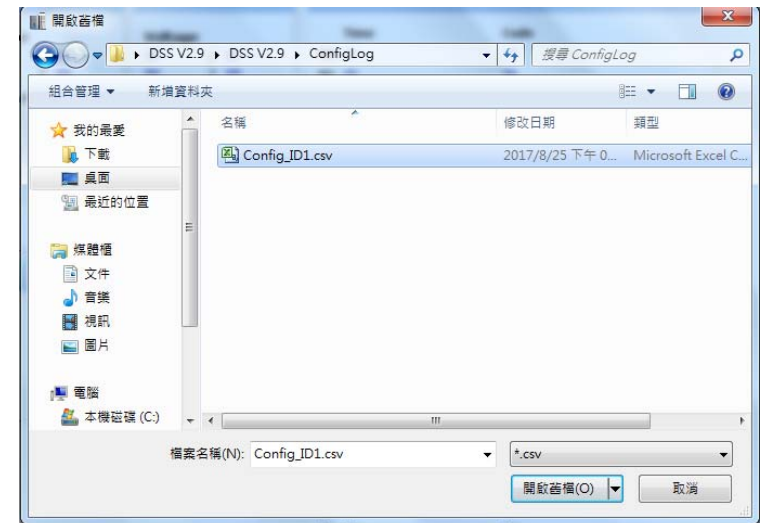 開啟舊檔
DSS V2.9 DSS V2.9 ConfigLog
搜尋 ConfigLog
組合管理 新增資料夾
我的最愛
下載
桌面
最近的位置
媒體櫃
文件
音樂
視訊
圖片
電腦
本機磁碟 (C:)
名稱 修改日期 類型
Config_ID1.csv 2017/8/25 下午 0... Microsoft Excel C...
檔案名稱(N): Config_ID1.csv *.csv
開啟舊檔(O) 取消